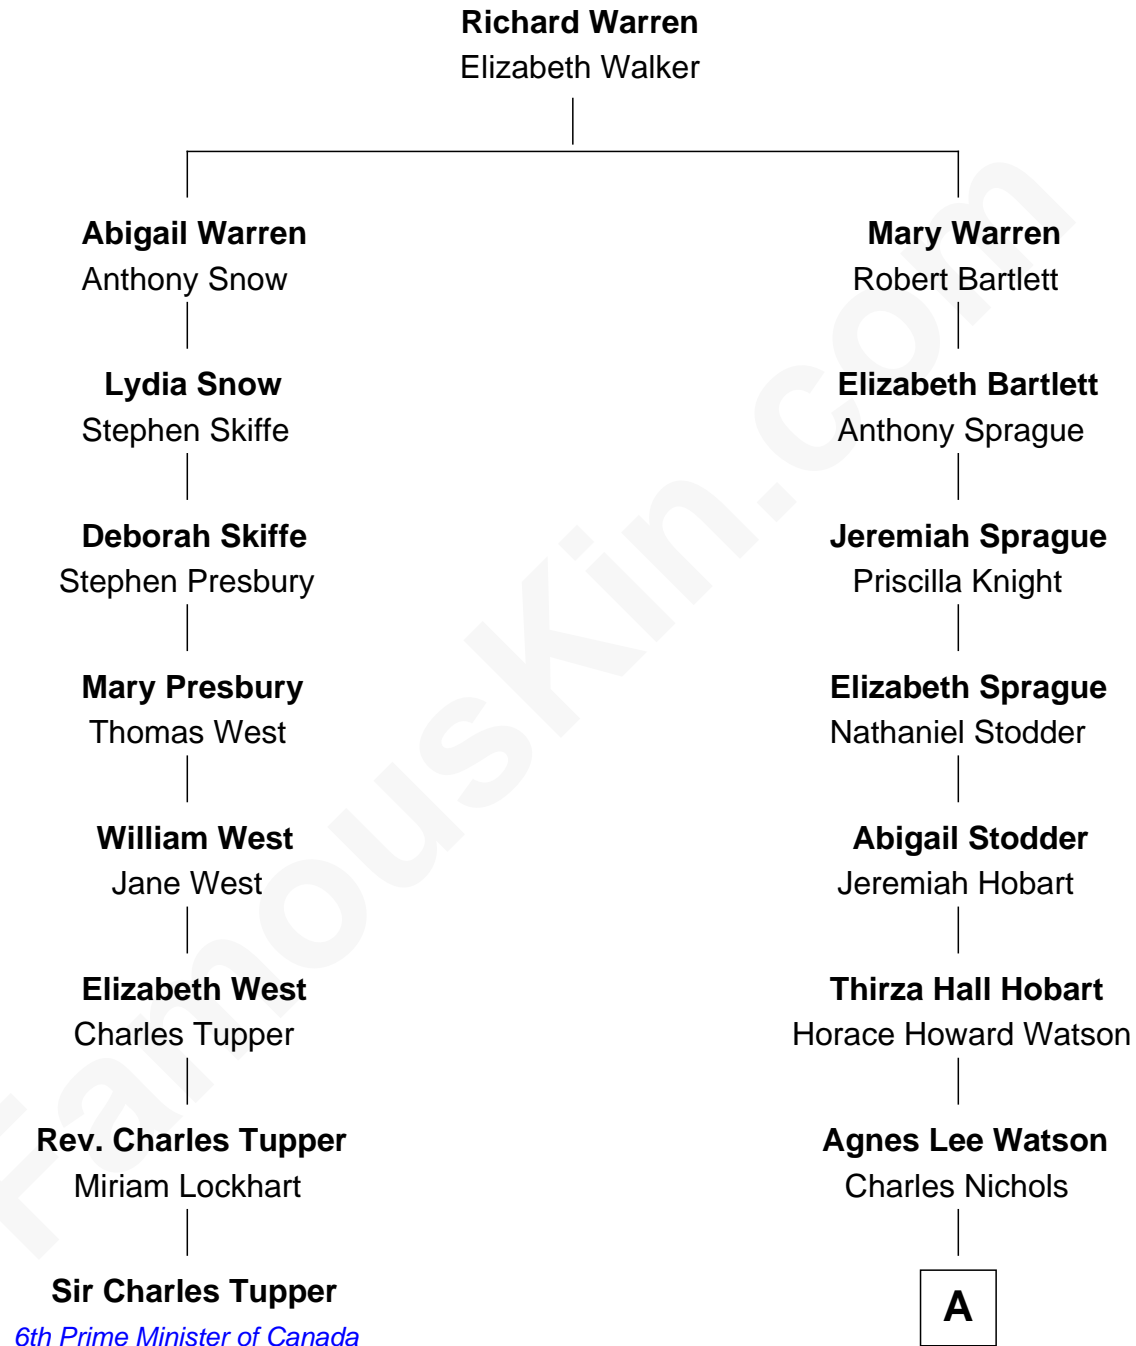 Richard Warren
Elizabeth Walker
Abigail Warren
Anthony Snow
Mary Warren
Robert Bartlett
Lydia Snow
Stephen Skiffe
Elizabeth Bartlett
Anthony Sprague
Deborah Skiffe
Stephen Presbury
Jeremiah Sprague
Priscilla Knight
Mary Presbury
Thomas West
Elizabeth Sprague
Nathaniel Stodder
William West
Jane West
Abigail Stodder
Jeremiah Hobart
Elizabeth West
Charles Tupper
Thirza Hall Hobart
Horace Howard Watson
Rev. Charles Tupper
Miriam Lockhart
Agnes Lee Watson
Charles Nichols
Sir Charles Tupper
6th Prime Minister of Canada
A
FamousKin.com